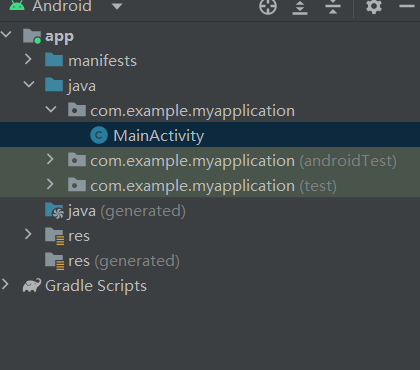 Android
app
manifests
java
com.example.myapplication
C MainActivity
com.example.myapplication (androidTest)
com.example.myapplication (test)
java (generated)
res
res (generated)
Gradle Scripts